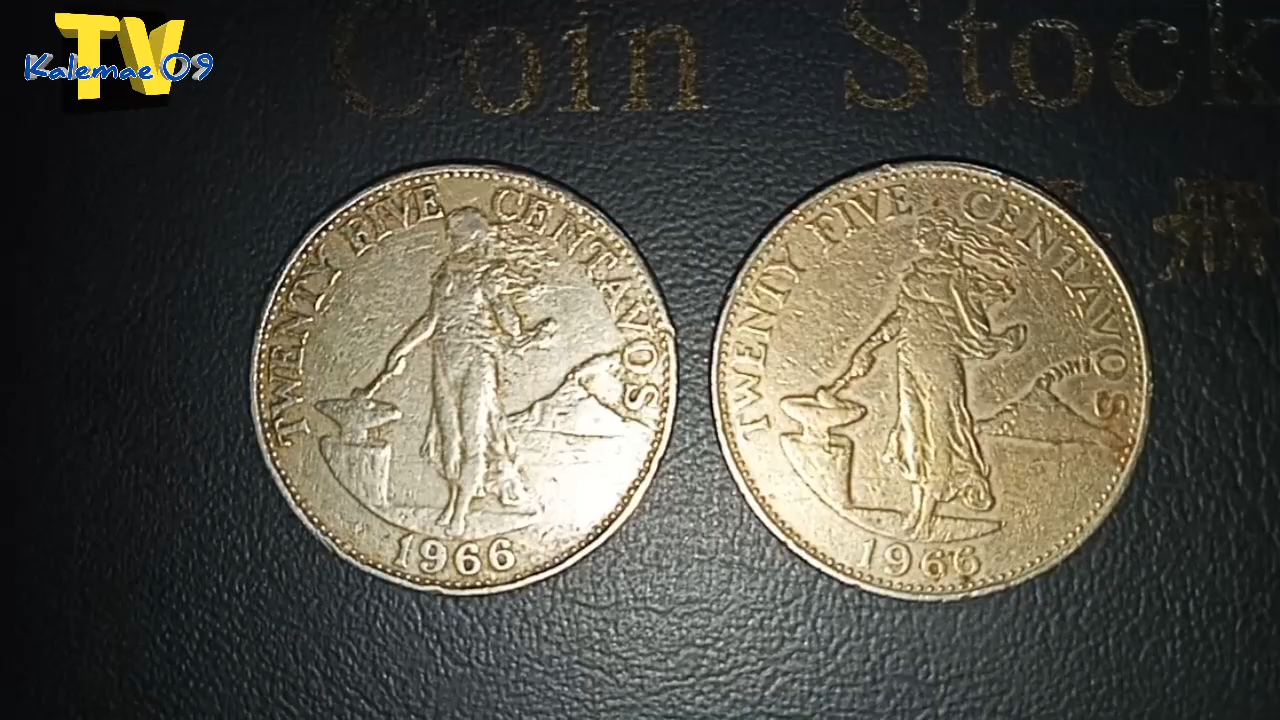 TV
Kalemae 09
Coin Stock
TWENTY FIVE CENTAVOS
1966
TWENTY FIVE CENTAVOS
1966